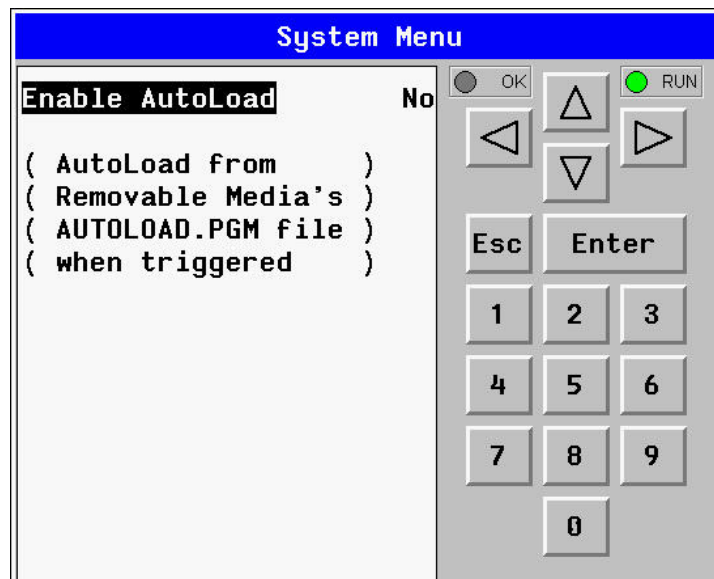 System Menu
Enable AutoLoad No
( AutoLoad from )
( Removable Media's )
( AUTOLOAD.PGM file )
( when triggered )
OK
RUN
Esc
Enter
1 2 3
4 5 6
7 8 9
0